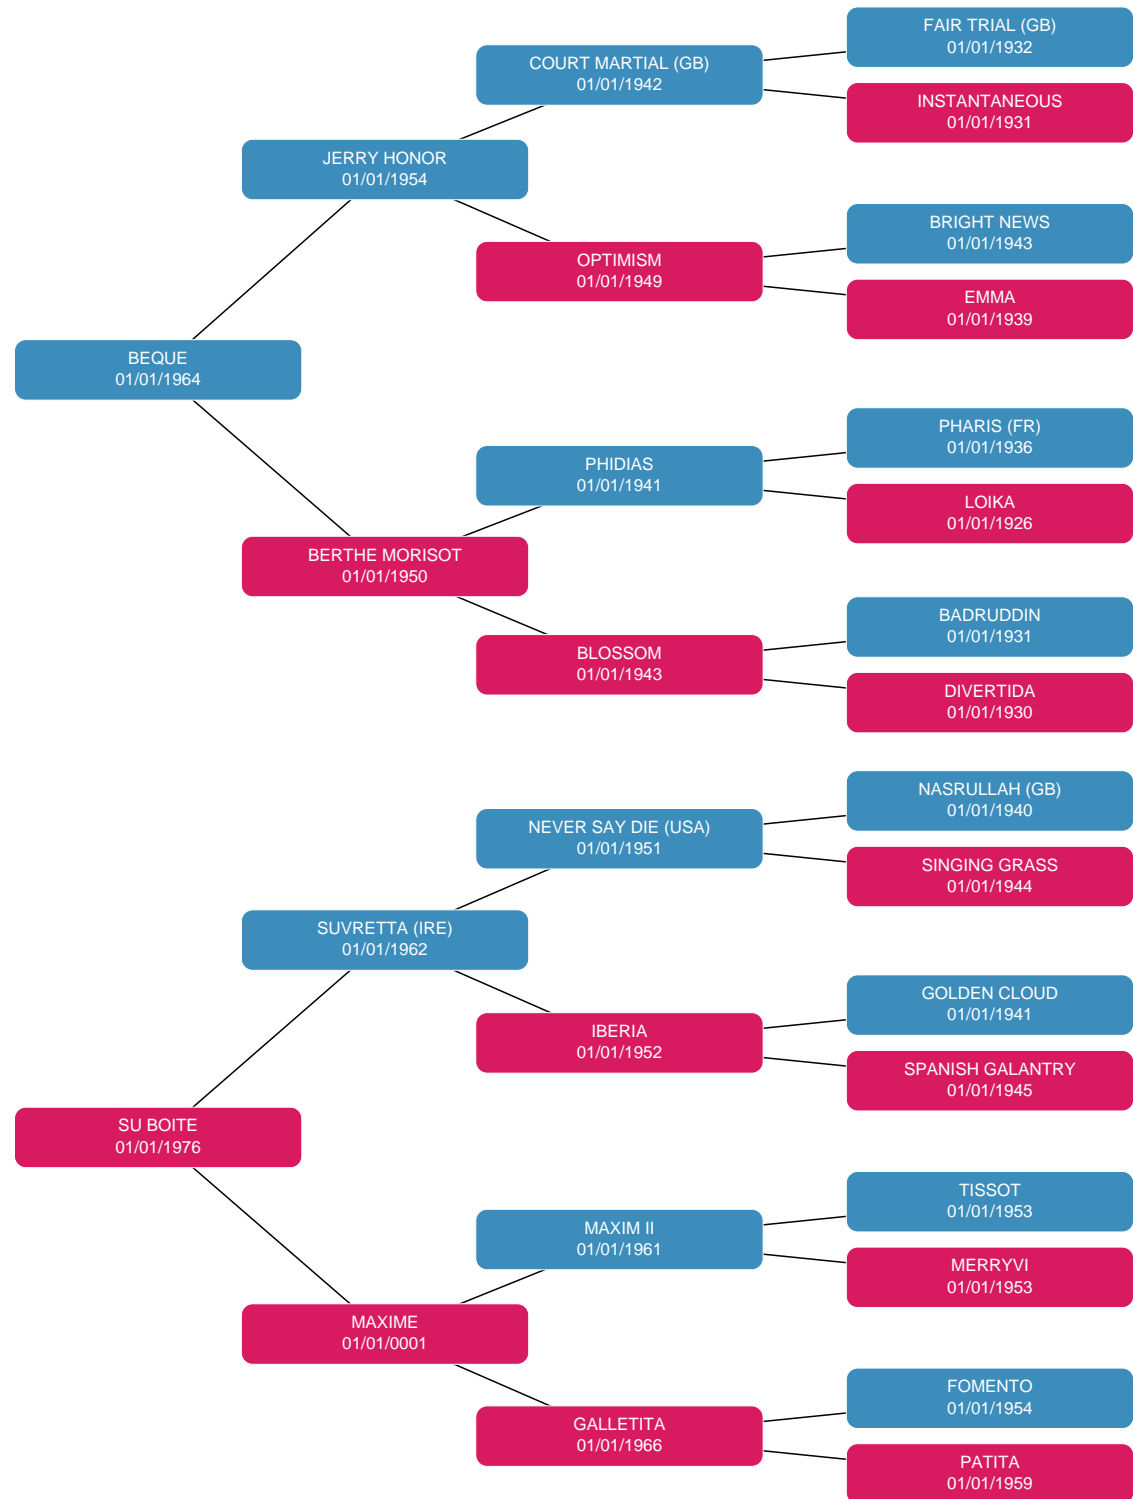 FAIR TRIAL (GB)
01/01/1932
COURT MARTIAL (GB)
01/01/1942
INSTANTANEOUS
01/01/1931
JERRY HONOR
01/01/1954
BRIGHT NEWS
01/01/1943
OPTIMISM
01/01/1949
EMMA
01/01/1939
BEQUE
01/01/1964
PHARIS (FR)
01/01/1936
PHIDIAS
01/01/1941
LOIKA
01/01/1926
BERTHE MORISOT
01/01/1950
BADRUDDIN
01/01/1931
BLOSSOM
01/01/1943
DIVERTIDA
01/01/1930
NASRULLAH (GB)
01/01/1940
NEVER SAY DIE (USA)
01/01/1951
SINGING GRASS
01/01/1944
SUVRETTA (IRE)
01/01/1962
GOLDEN CLOUD
01/01/1941
IBERIA
01/01/1952
SPANISH GALANTRY
01/01/1945
SU BOITE
01/01/1976
TISSOT
01/01/1953
MAXIM II
01/01/1961
MERRYVI
01/01/1953
MAXIME
01/01/0001
FOMENTO
01/01/1954
GALLETITA
01/01/1966
PATITA
01/01/1959